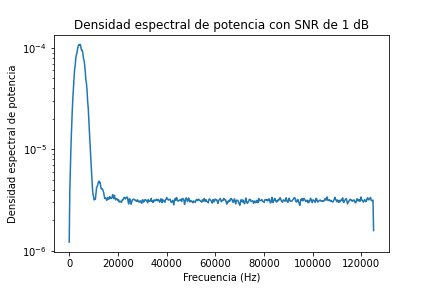 Densidad espectral de potencia con SNR de 1 dB
Densidad espectral de potencia
10⁻⁴
10⁻⁵
10⁻⁶
0 20000 40000 60000 80000 100000 120000
Frecuencia (Hz)